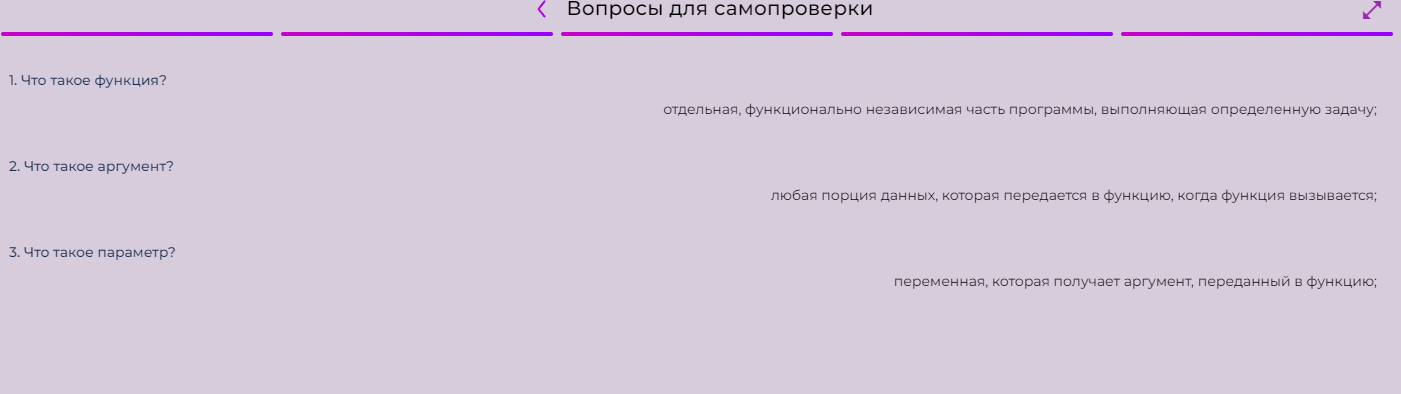 Вопросы для самопроверки
1. Что такое функция?
отдельная, функционально независимая часть программы, выполняющая определенную задачу;
2. Что такое аргумент?
любая порция данных, которая передается в функцию, когда функция вызывается;
3. Что такое параметр?
переменная, которая получает аргумент, переданный в функцию;